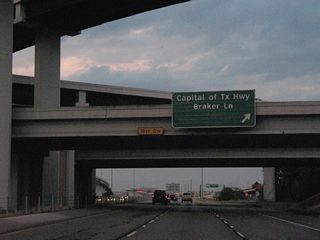 Capital of Tx Hwy
Braker Ln